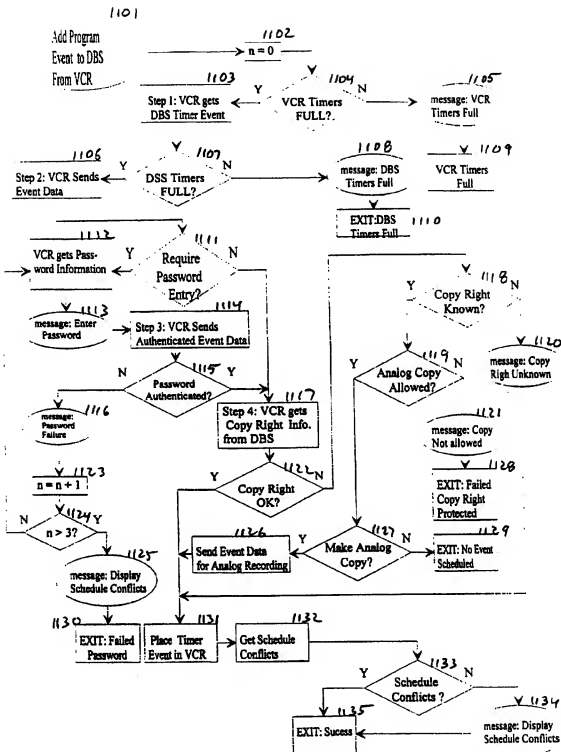 1101
Add Program
Event to DBS
From VCR
1102
n = 0
1103
Step 1: VCR gets
DBS Timer Event
Y
1104
N
VCR Timers
FULL?.
1105
message: VCR
Timers Full
1106
Step 2: VCR Sends
Event Data
Y
1107
N
DSS Timers
FULL?
1108
message: DBS
Timers Full
1109
VCR Timers
Full
EXIT:DBS
Timers Full
1110
1112
VCR gets Pass-
word Information
Y
1111
N
Require
Password
Entry?
1113
message: Enter
Password
1114
Step 3: VCR Sends
Authenticated Event Data
N
1115
Y
Password
Authenticated?
1116
message:
Password
Failure
1117
Step 4: VCR gets
Copy Right Info.
from DBS
Y
1118
Copy Right
Known?
1119
Analog Copy
Allowed?
Y
1120
message: Copy
Righ Unknown
1121
message: Copy
Not allowed
Y
1122
N
Copy Right
OK?
1128
EXIT: Failed
Copy Right
Protected
1123
n = n + 1
N
1124
Y
n > 3?
1125
message: Display
Schedule Conflicts
1126
Send Event Data
for Analog Recording
Y
1127
N
Make Analog
Copy?
1129
EXIT: No Event
Scheduled
1130
EXIT: Failed
Password
1131
Place Timer
Event in VCR
1132
Get Schedule
Conflicts
Y
1133
N
Schedule
Conflicts ?
1134
message: Display
Schedule Conflicts
1135
EXIT: Sucess